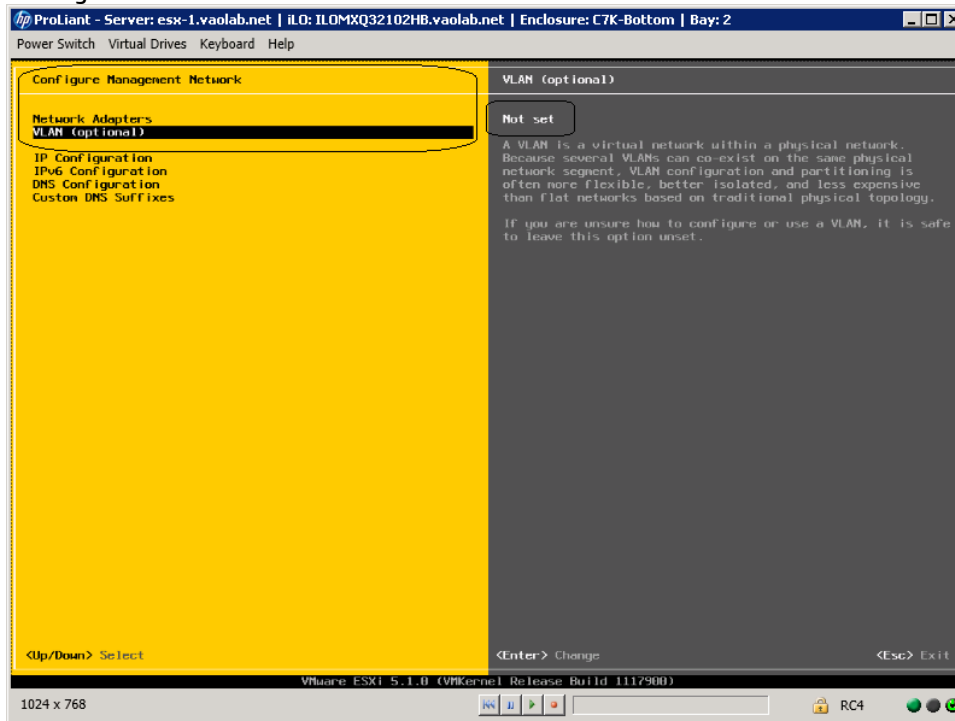 ProLiant - Server: esx-1.vaolab.net | iLO: ILOMXQ32102HB.vaolab.net | Enclosure: C7K-Bottom | Bay: 2
Power Switch Virtual Drives Keyboard Help
Configure Management Network
Network Adapters
VLAN (optional)
IP Configuration
IPv6 Configuration
DNS Configuration
Custom DNS Suffixes
<Up/Down> Select
VLAN (optional)
Not set
A VLAN is a virtual network within a physical network.
Because several VLANs can co-exist on the same physical
network segment, VLAN configuration and partitioning is
often more flexible, better isolated, and less expensive
than flat networks based on traditional physical topology.
If you are unsure how to configure or use a VLAN, it is safe
to leave this option unset.
<Enter> Change
<Esc> Exit
VMware ESXi 5.1.0 (VMKernel Release Build 1117900)
1024 x 768
RC4